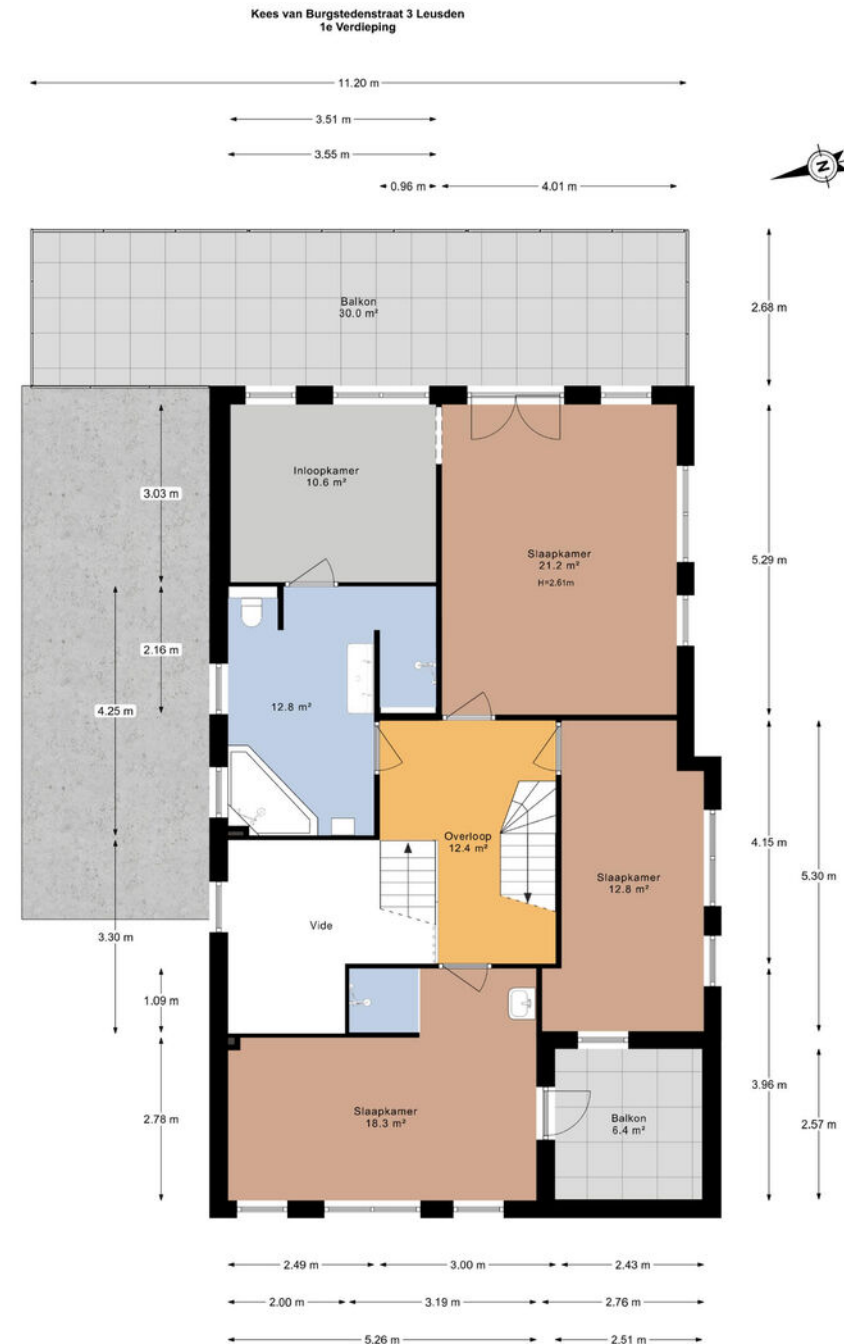 Kees van Burgstedenstraat 3 Leusden
1e Verdieping
11.20 m
3.51 m
3.55 m
0.96 m
4.01 m
N
Balkon
30.0 m²
2.68 m
3.03 m
Inloopkamer
10.6 m²
Slaapkamer
21.2 m²
H=2.61m
5.29 m
2.16 m
4.25 m
12.8 m²
Overloop
12.4 m²
4.15 m
Slaapkamer
12.8 m²
5.30 m
Vide
3.30 m
1.09 m
2.78 m
Slaapkamer
18.3 m²
Balkon
6.4 m²
3.96 m
2.57 m
2.49 m
3.00 m
2.43 m
2.00 m
3.19 m
2.76 m
5.26 m
2.51 m